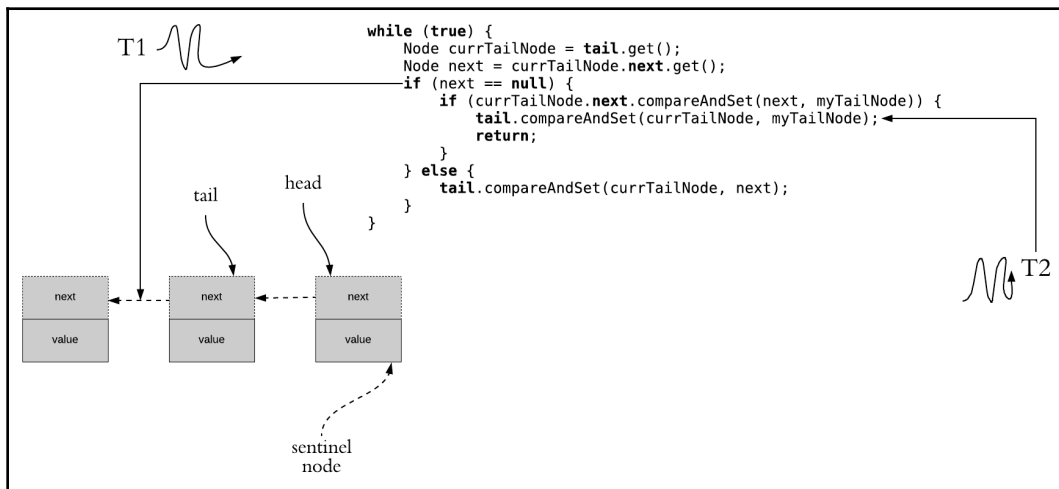 T1
while (true) {
    Node currTailNode = tail.get();
    Node next = currTailNode.next.get();
    if (next == null) {
        if (currTailNode.next.compareAndSet(next, myTailNode)) {
            tail.compareAndSet(currTailNode, myTailNode);
            return;
        }
    } else {
        tail.compareAndSet(currTailNode, next);
    }
}
tail
head
T2
next
next
next
value
value
value
sentinel
node